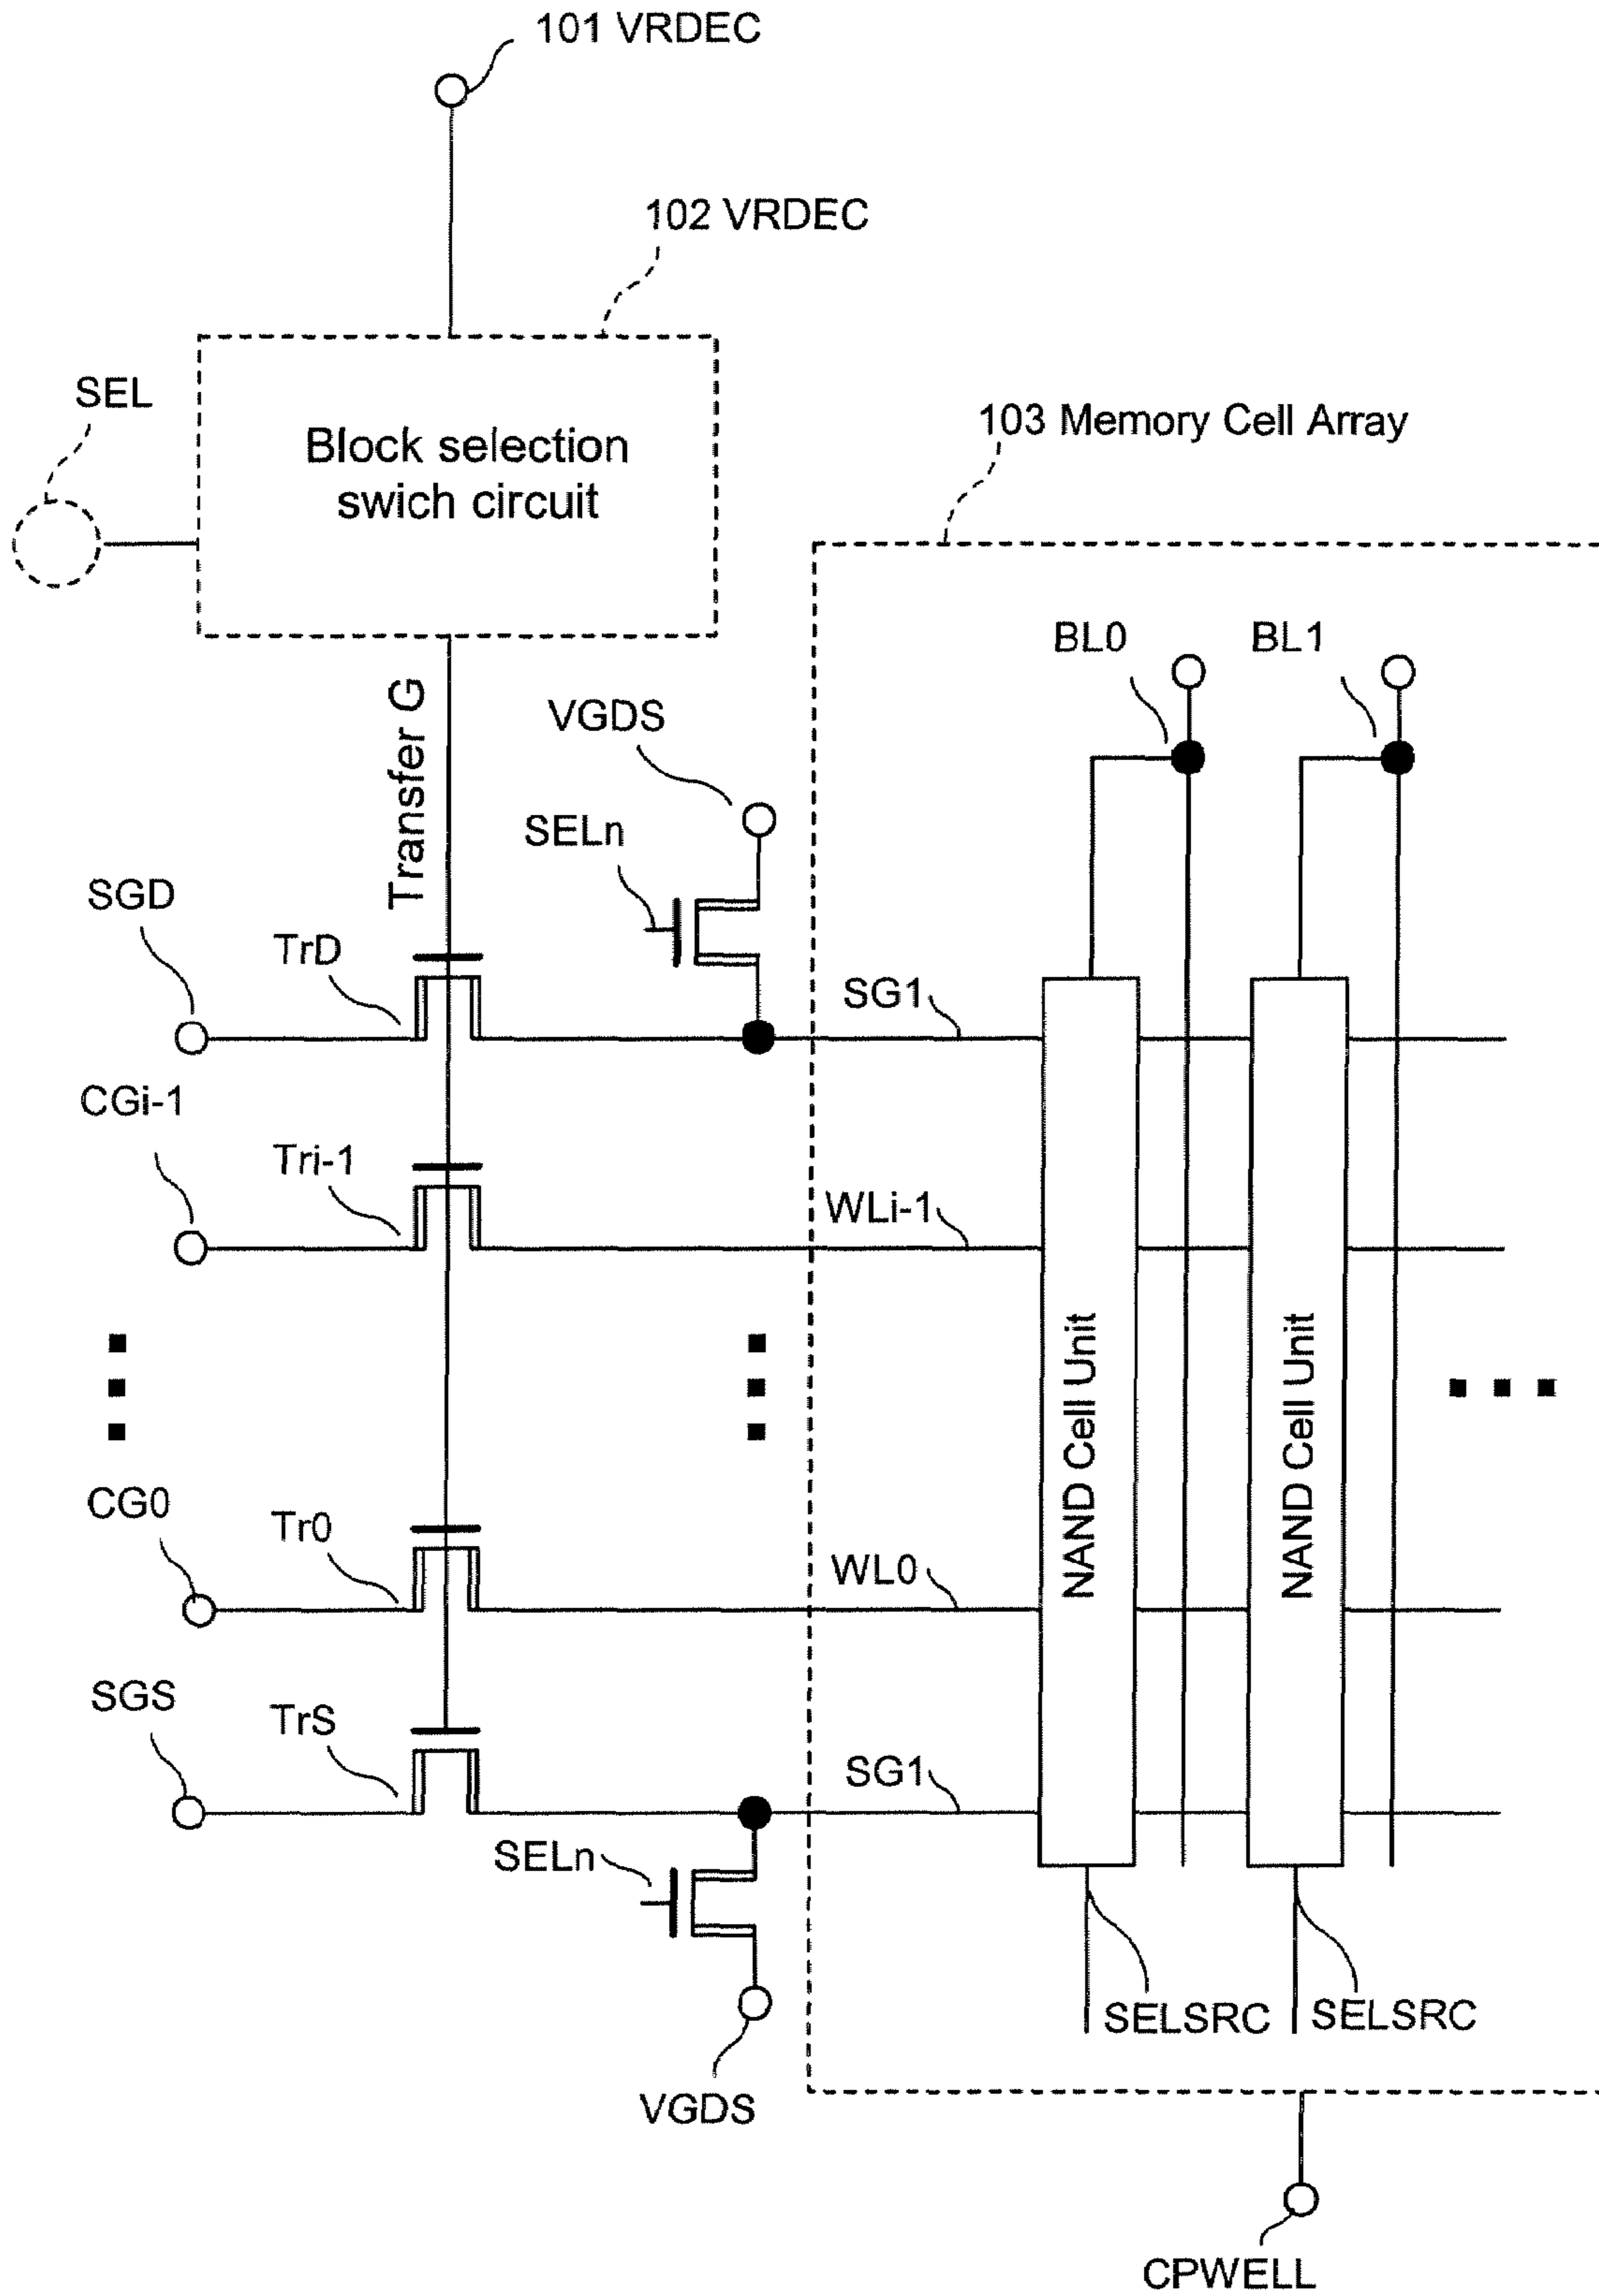 101 VRDEC
102 VRDEC
SEL
Block selection
swich circuit
103 Memory Cell Array
BL0
BL1
Transfer G
VGDS
SELn
SGD
TrD
SG1
CGi-1
Tri-1
WLi-1
NAND Cell Unit
NAND Cell Unit
CG0
Tr0
WL0
SGS
TrS
SG1
SELn
SELSRC
SELSRC
VGDS
CPWELL